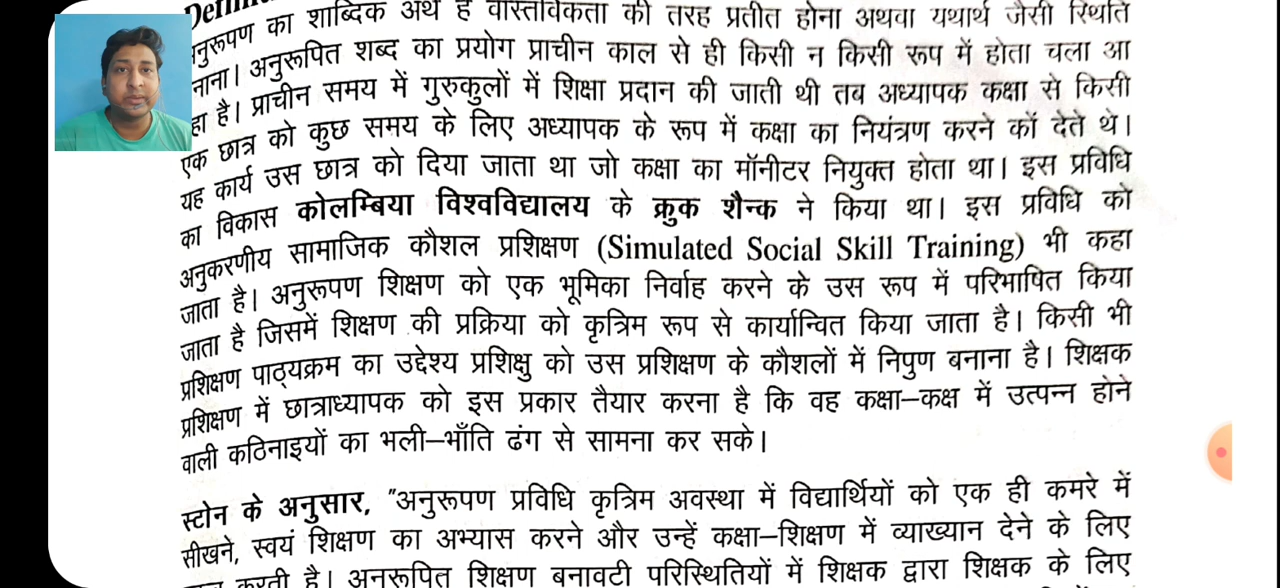 Defini
नुरूपण का शाब्दिक अर्थ है वास्तविकता की तरह प्रतीत होना अथवा यथार्थ जैसी स्थिति
नाना। अनुरूपित शब्द का प्रयोग प्राचीन काल से ही किसी न किसी रूप में होता चला आ
हा है। प्राचीन समय में गुरुकुलों में शिक्षा प्रदान की जाती थी तब अध्यापक कक्षा से किसी
एक छात्र को कुछ समय के लिए अध्यापक के रूप में कक्षा का नियंत्रण करने कों देते थे।
यह कार्य उस छात्र को दिया जाता था जो कक्षा का मॉनीटर नियुक्त होता था। इस प्रविधि
का विकास कोलम्बिया विश्वविद्यालय के क्रुक शैन्क ने किया था। इस प्रविधि को
अनुकरणीय सामाजिक कौशल प्रशिक्षण (Simulated Social Skill Training) भी कहा
जाता है। अनुरूपण शिक्षण को एक भूमिका निर्वाह करने के उस रूप में परिभाषित किया
जाता है जिसमें शिक्षण की प्रक्रिया को कृत्रिम रूप से कार्यान्वित किया जाता है। किसी भी
प्रशिक्षण पाठ्यक्रम का उद्देश्य प्रशिक्षु को उस प्रशिक्षण के कौशलों में निपुण बनाना है। शिक्षक
प्रशिक्षण में छात्राध्यापक को इस प्रकार तैयार करना है कि वह कक्षा–कक्ष में उत्पन्न होने
वाली कठिनाइयों का भली–भाँति ढंग से सामना कर सके।
स्टोन के अनुसार, "अनुरूपण प्रविधि कृत्रिम अवस्था में विद्यार्थियों को एक ही कमरे में
सीखने, स्वयं शिक्षण का अभ्यास करने और उन्हें कक्षा–शिक्षण में व्याख्यान देने के लिए
करती है। अनुरूपित शिक्षण बनावटी परिस्थितियों में शिक्षक द्वारा शिक्षक के लिए